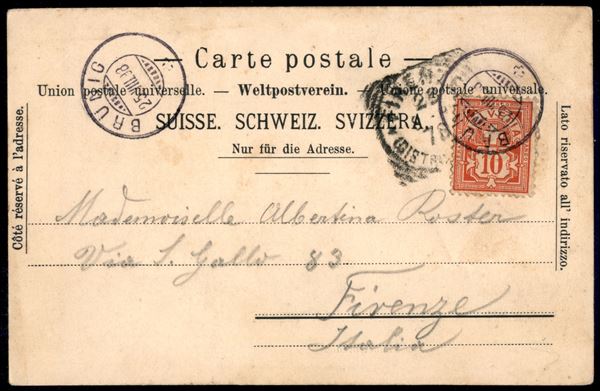 — Carte postale —
Union postale universelle. — Weltpostverein. — Unione potsale universale.
SUISSE. SCHWEIZ. SVIZZERA.
Nur für die Adresse.
Côté réservé à l'adresse.
Lato riservato all' indirizzo.
BRUNIG
10
Mademoiselle Albertina Roster
Via S. Gallo 83
Firenze
Italia